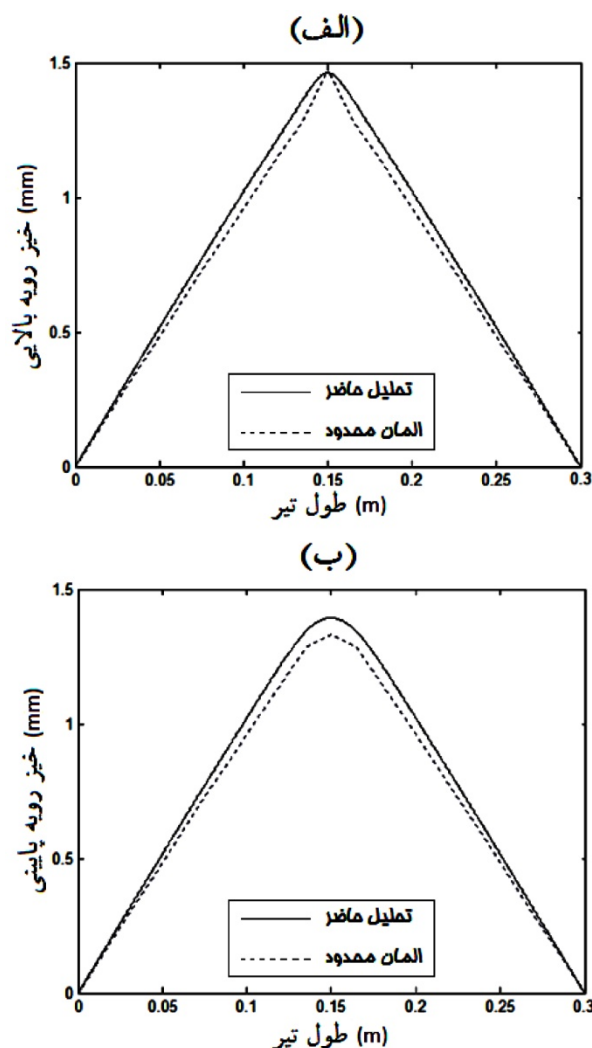 (الف)
1.5
1
0.5
0
خیز رویه بالایی (mm)
تحلیل حاضر
المان محدود
0 0.05 0.1 0.15 0.2 0.25 0.3
طول تیر (m)
(ب)
1.5
1
0.5
0
خیز رویه پایینی (mm)
تحلیل حاضر
المان محدود
0 0.05 0.1 0.15 0.2 0.25 0.3
طول تیر (m)